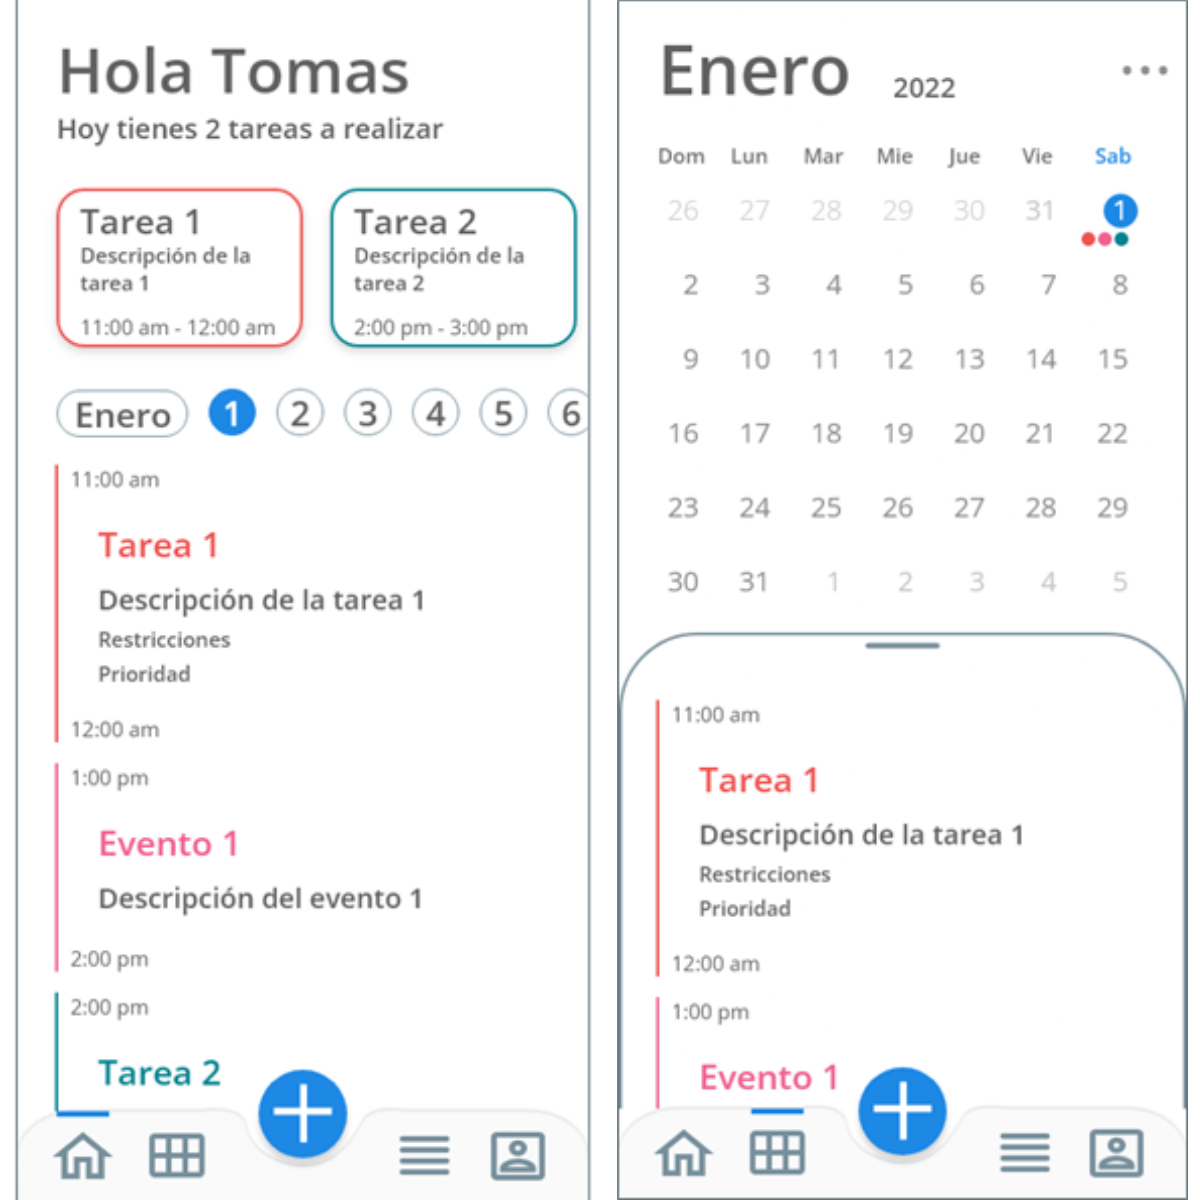 Hola Tomas
Hoy tienes 2 tareas a realizar
Tarea 1
Descripción de la
tarea 1
11:00 am - 12:00 am
Tarea 2
Descripción de la
tarea 2
2:00 pm - 3:00 pm
Enero 1 2 3 4 5 6
11:00 am
Tarea 1
Descripción de la tarea 1
Restricciones
Prioridad
12:00 am
1:00 pm
Evento 1
Descripción del evento 1
2:00 pm
2:00 pm
Tarea 2
Enero 2022
Dom Lun Mar Mie Jue Vie Sab
26 27 28 29 30 31 1
2 3 4 5 6 7 8
9 10 11 12 13 14 15
16 17 18 19 20 21 22
23 24 25 26 27 28 29
30 31 1 2 3 4 5
11:00 am
Tarea 1
Descripción de la tarea 1
Restricciones
Prioridad
12:00 am
1:00 pm
Evento 1